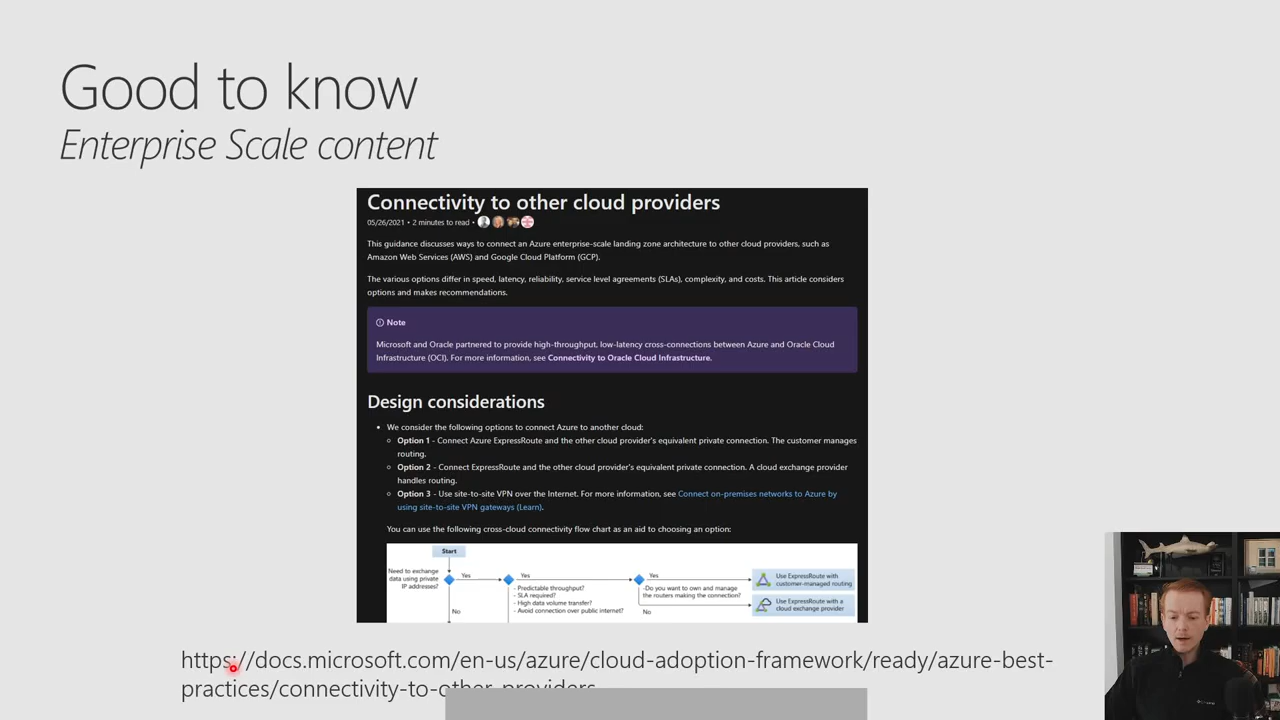 Good to know
Enterprise Scale content
Connectivity to other cloud providers
05/26/2021 • 2 minutes to read •
This guidance discusses ways to connect an Azure enterprise-scale landing zone architecture to other cloud providers, such as
Amazon Web Services (AWS) and Google Cloud Platform (GCP).
The various options differ in speed, latency, reliability, service level agreements (SLAs), complexity, and costs. This article considers
options and makes recommendations.
Note
Microsoft and Oracle partnered to provide high-throughput, low-latency cross-connections between Azure and Oracle Cloud
Infrastructure (OCI). For more information, see Connectivity to Oracle Cloud Infrastructure.
Design considerations
• We consider the following options to connect Azure to another cloud:
Option 1 - Connect Azure ExpressRoute and the other cloud provider's equivalent private connection. The customer manages
routing.
Option 2 - Connect ExpressRoute and the other cloud provider's equivalent private connection. A cloud exchange provider
handles routing.
Option 3 - Use site-to-site VPN over the Internet. For more information, see Connect on-premises networks to Azure by
using site-to-site VPN gateways (Learn).
You can use the following cross-cloud connectivity flow chart as an aid to choosing an option:
Start
Need to exchange
data using private
IP addresses?
Yes
No
Yes
- Predictable throughput?
- SLA required?
- High data volume transfer?
- Avoid connection over public internet?
Yes
-Do you want to own and manage
the routers making the connection?
No
Use ExpressRoute with
customer-managed routing
Use ExpressRoute with a
cloud exchange provider
https://docs.microsoft.com/en-us/azure/cloud-adoption-framework/ready/azure-best-
practices/connectivity-to-other-providers